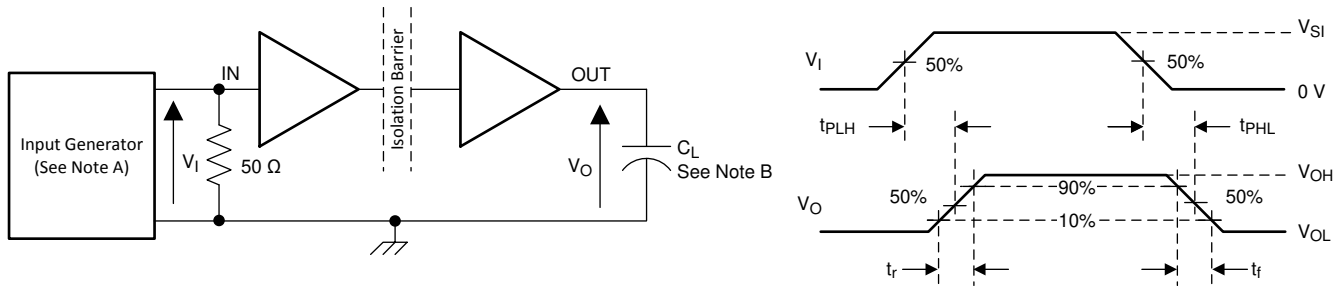 Input Generator
(See Note A)
V_I
IN
50 Ω
Isolation Barrier
OUT
V_O
C_L
See Note B
V_I
50%
50%
V_SI
0 V
t_PLH
t_PHL
V_O
50%
90%
10%
50%
V_OH
V_OL
t_r
t_f